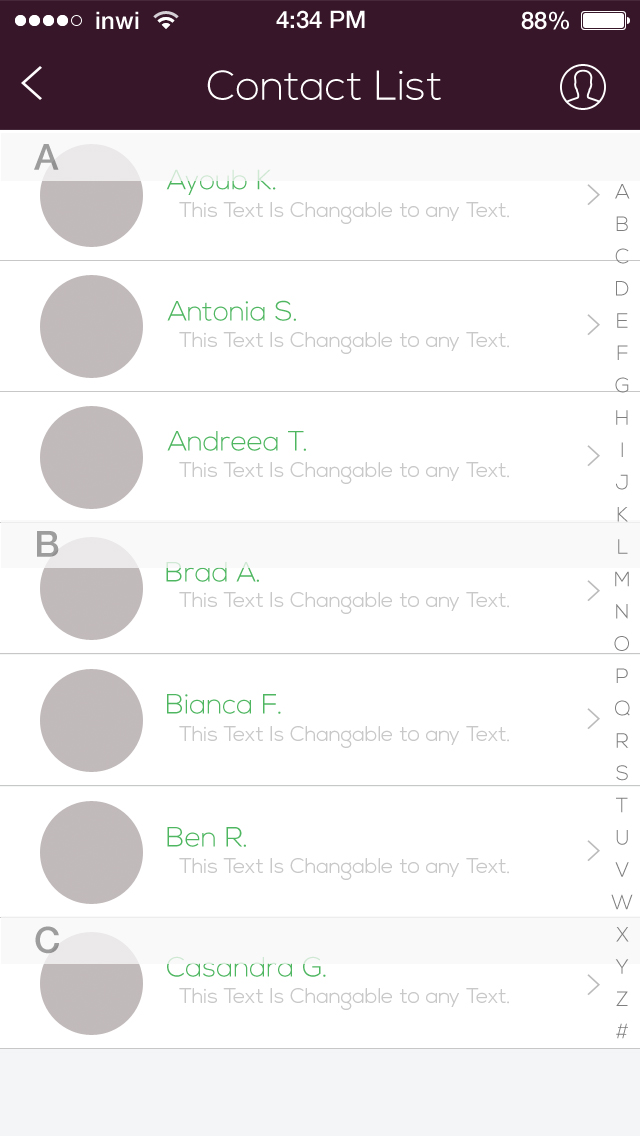 inwi 4:34 PM 88%
Contact List
A
Ayoub K.
This Text Is Changable to any Text.
Antonia S.
This Text Is Changable to any Text.
Andreea T.
This Text Is Changable to any Text.
B
Brad A.
This Text Is Changable to any Text.
Bianca F.
This Text Is Changable to any Text.
Ben R.
This Text Is Changable to any Text.
C
Casandra G.
This Text Is Changable to any Text.
A
B
C
D
E
F
G
H
I
J
K
L
M
N
O
P
Q
R
S
T
U
V
W
X
Y
Z
#